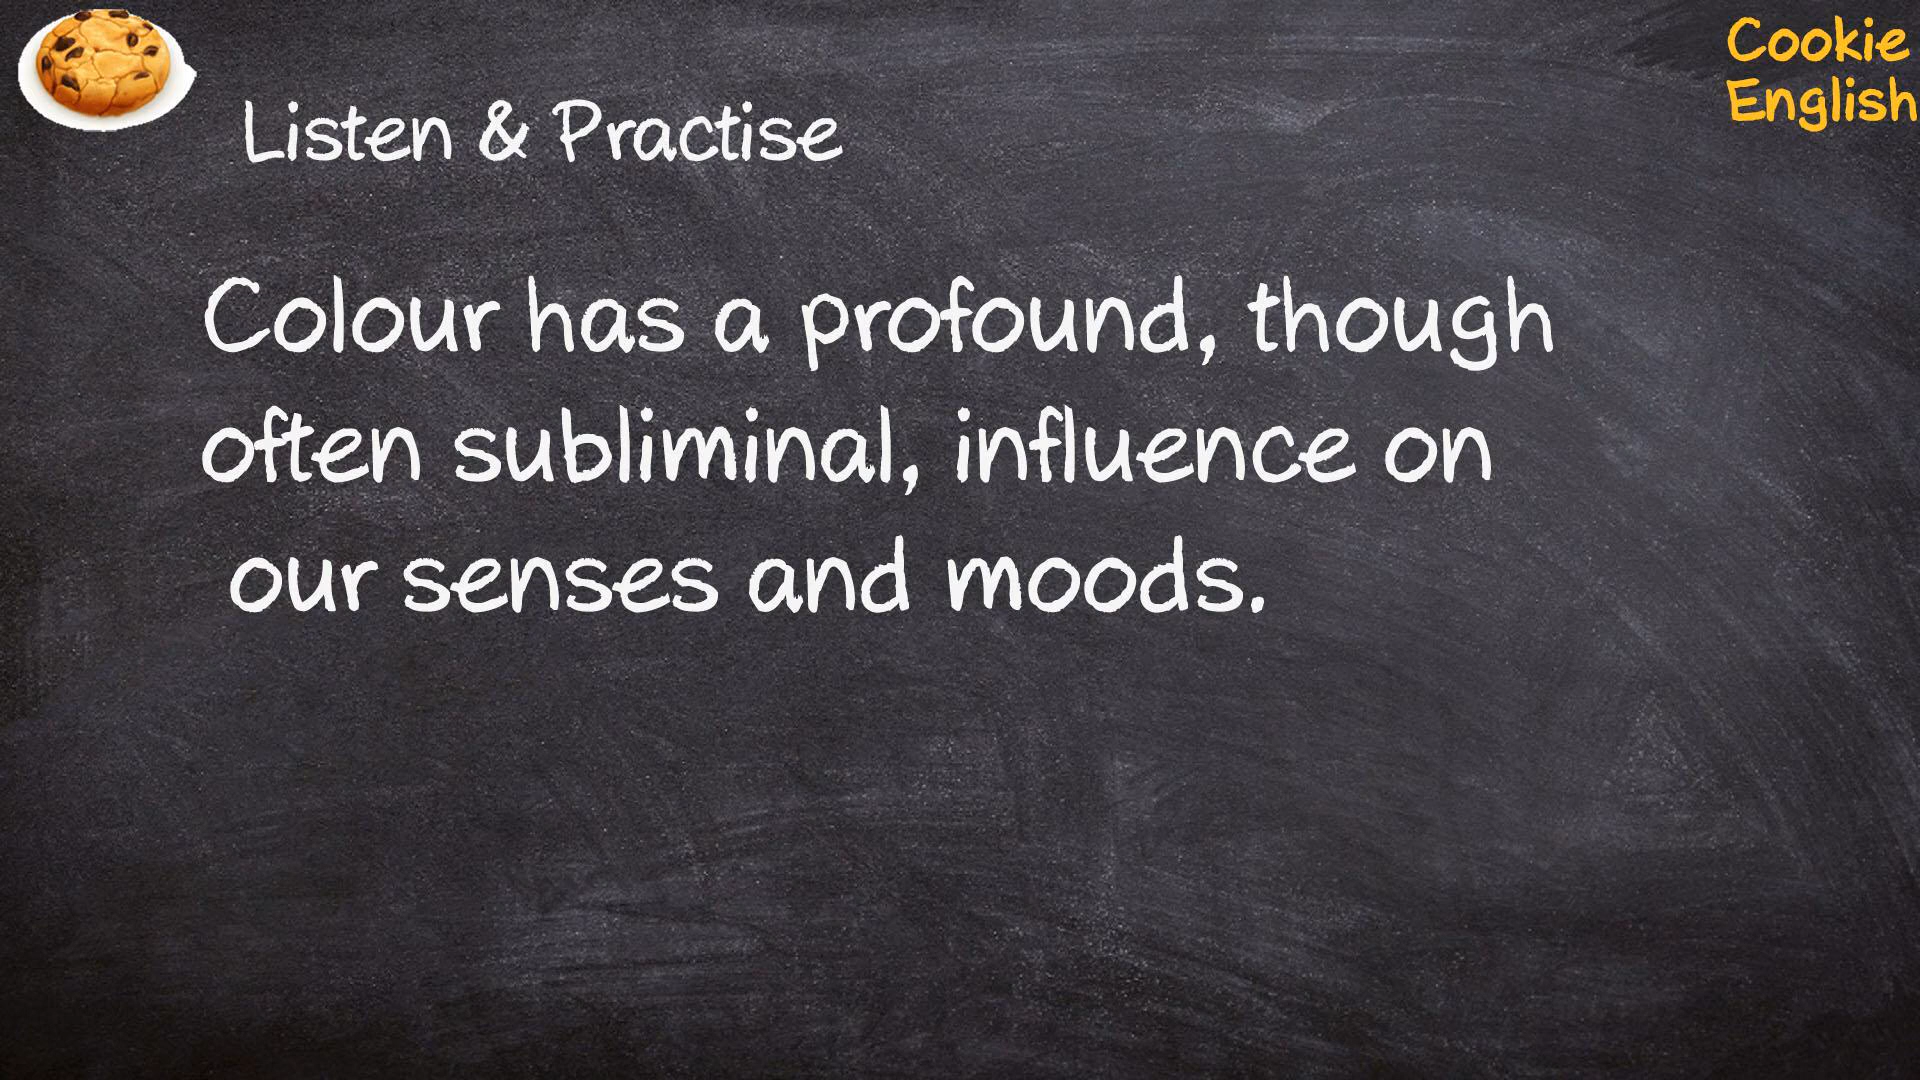 Cookie
English
Listen & Practise
Colour has a profound, though
often subliminal, influence on
our senses and moods.